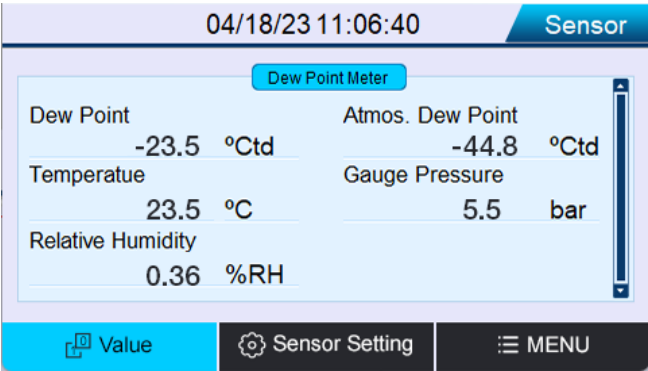 04/18/23 11:06:40
Sensor
Dew Point Meter
Dew Point
-23.5 ºCtd
Atmos. Dew Point
-44.8 ºCtd
Temperatue
23.5 ºC
Gauge Pressure
5.5 bar
Relative Humidity
0.36 %RH
Value
Sensor Setting
MENU